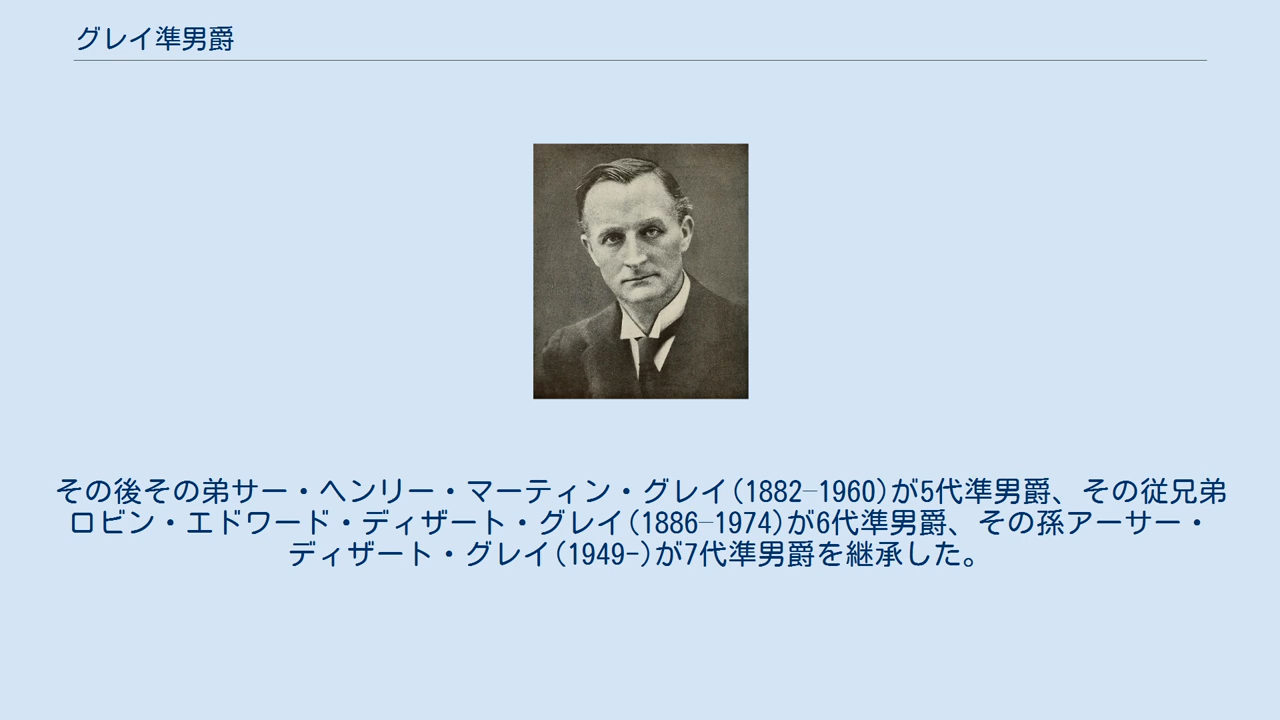 グレイ準男爵
その後その弟サー・ヘンリー・マーティン・グレイ(1882–1960)が5代準男爵、その従兄弟
ロビン・エドワード・ディザート・グレイ(1886–1974)が6代準男爵、その孫アーサー・
ディザート・グレイ(1949-)が7代準男爵を継承した。